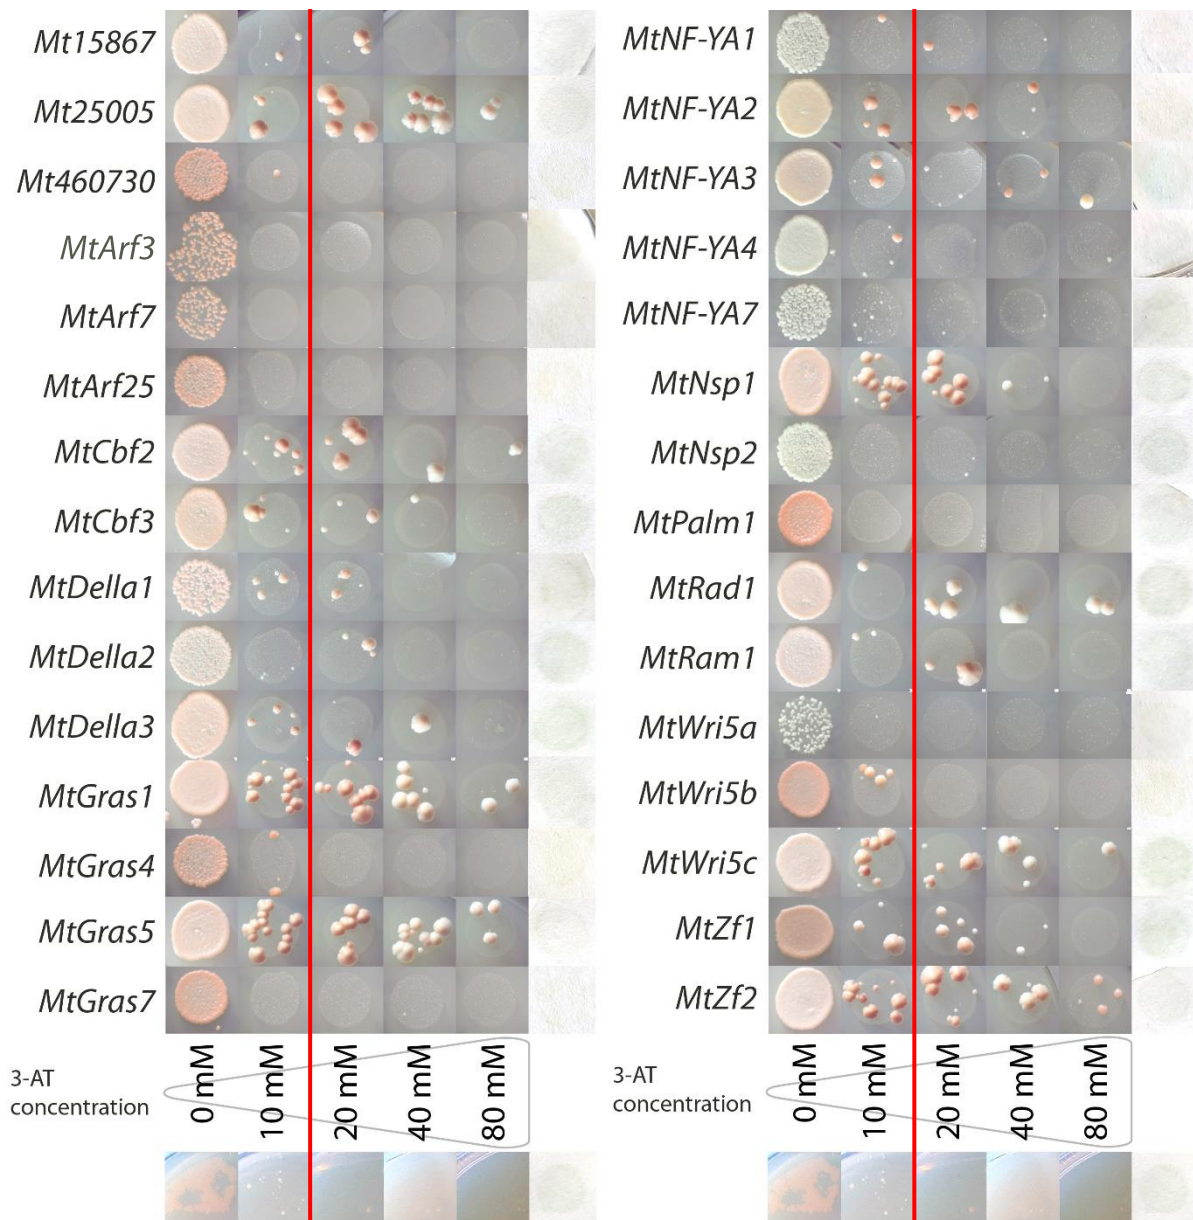 Mt15867
Mt25005
Mt460730
MtArf3
MtArf7
MtArf25
MtCbf2
MtCbf3
MtDella1
MtDella2
MtDella3
MtGras1
MtGras4
MtGras5
MtGras7
3-AT
concentration
0 mM
10 mM
20 mM
40 mM
80 mM
MtNF-YA1
MtNF-YA2
MtNF-YA3
MtNF-YA4
MtNF-YA7
MtNsp1
MtNsp2
MtPalm1
MtRad1
MtRam1
MtWri5a
MtWri5b
MtWri5c
MtZf1
MtZf2
3-AT
concentration
0 mM
10 mM
20 mM
40 mM
80 mM